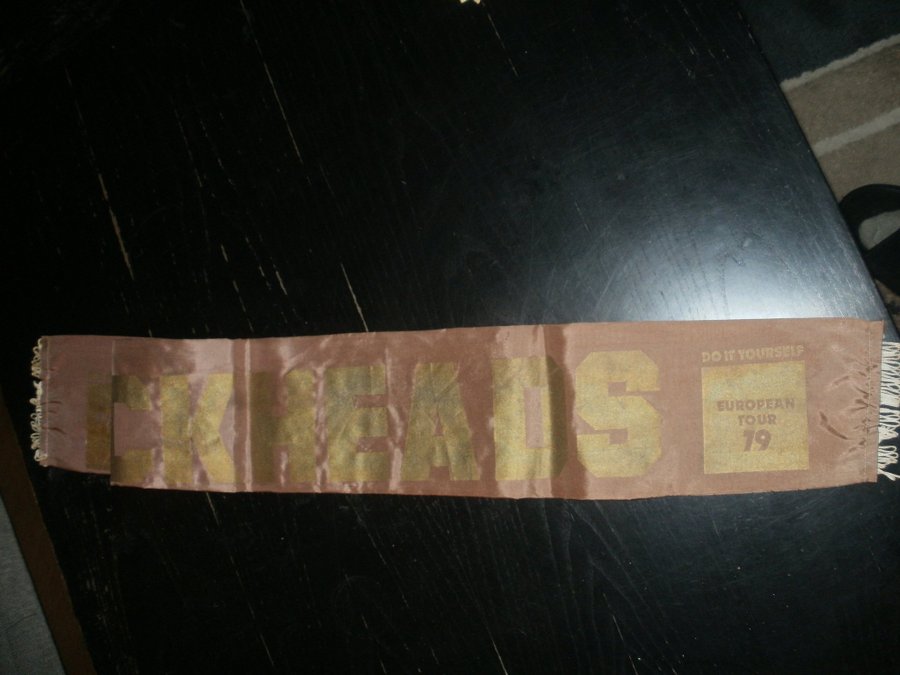 CKHEADS
DO IT YOURSELF
EUROPEAN
TOUR
79